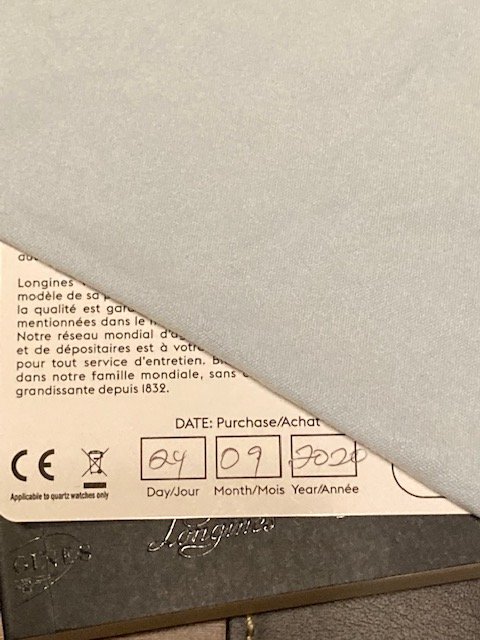 Longines
modèle de sa
la qualité est
mentionnées dans le
Notre réseau mondial
et de dépositaires est à
pour tout service d'entretien.
dans notre famille mondiale, sans
grandissante depuis 1832.
DATE: Purchase/Achat
CE
24 09 2020
Day/Jour Month/Mois Year/Année
Applicable to quartz watches only
Longines